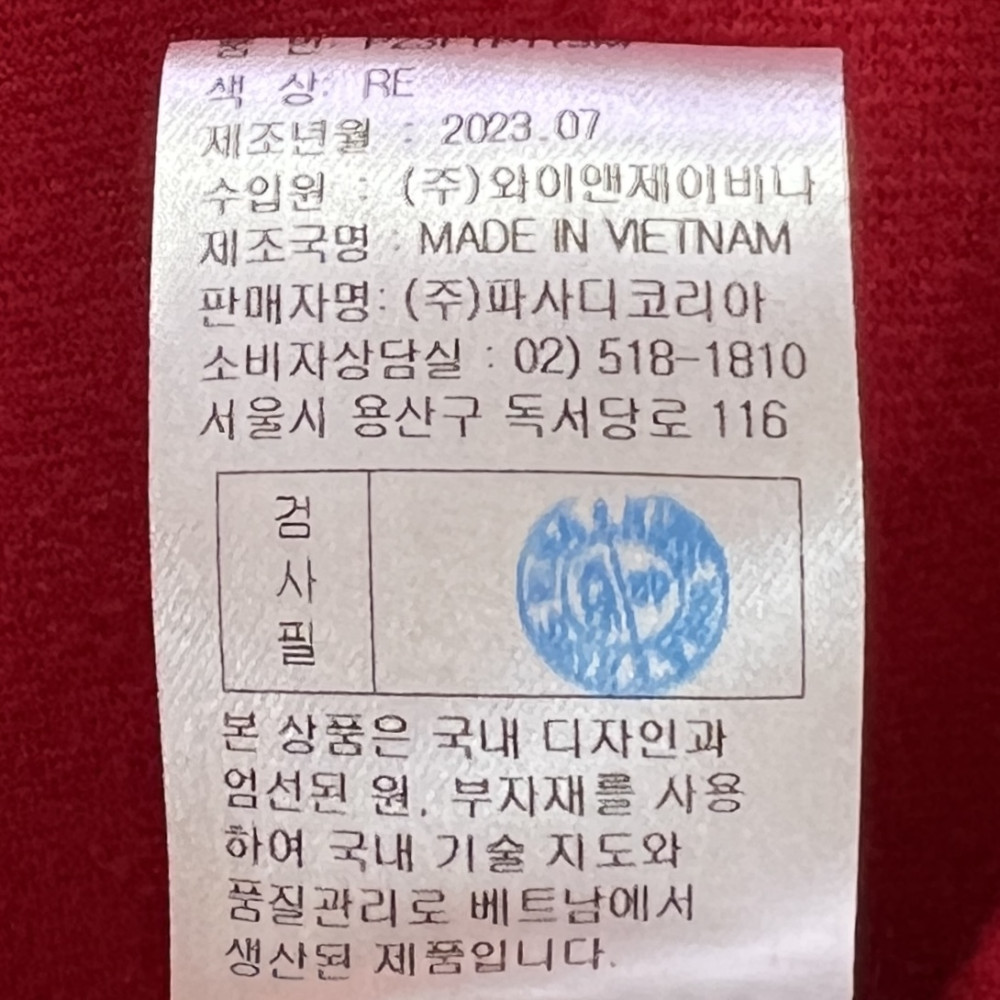 품 번:
색 상: RE
제조년월 : 2023.07
수입원 : (주)와이앤제이비나
제조국명 : MADE IN VIETNAM
판매자명: (주)파사디코리아
소비자상담실 : 02) 518-1810
서울시 용산구 독서당로 116
검
사
필
본 상품은 국내 디자인과
엄선된 원, 부자재를 사용
하여 국내 기술 지도와
품질관리로 베트남에서
생산된 제품입니다.